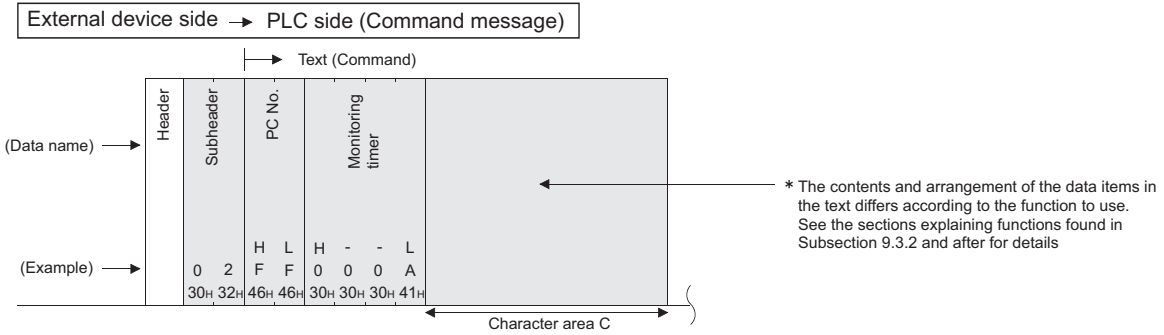 External device side → PLC side (Command message)
Text (Command)
(Data name)
Header
Subheader
PC No.
Monitoring
timer
* The contents and arrangement of the data items in
the text differs according to the function to use.
See the sections explaining functions found in
Subsection 9.3.2 and after for details
H L H - - L
(Example) 0 2 F F 0 0 0 A
30H 32H 46H 46H 30H 30H 30H 41H
Character area C